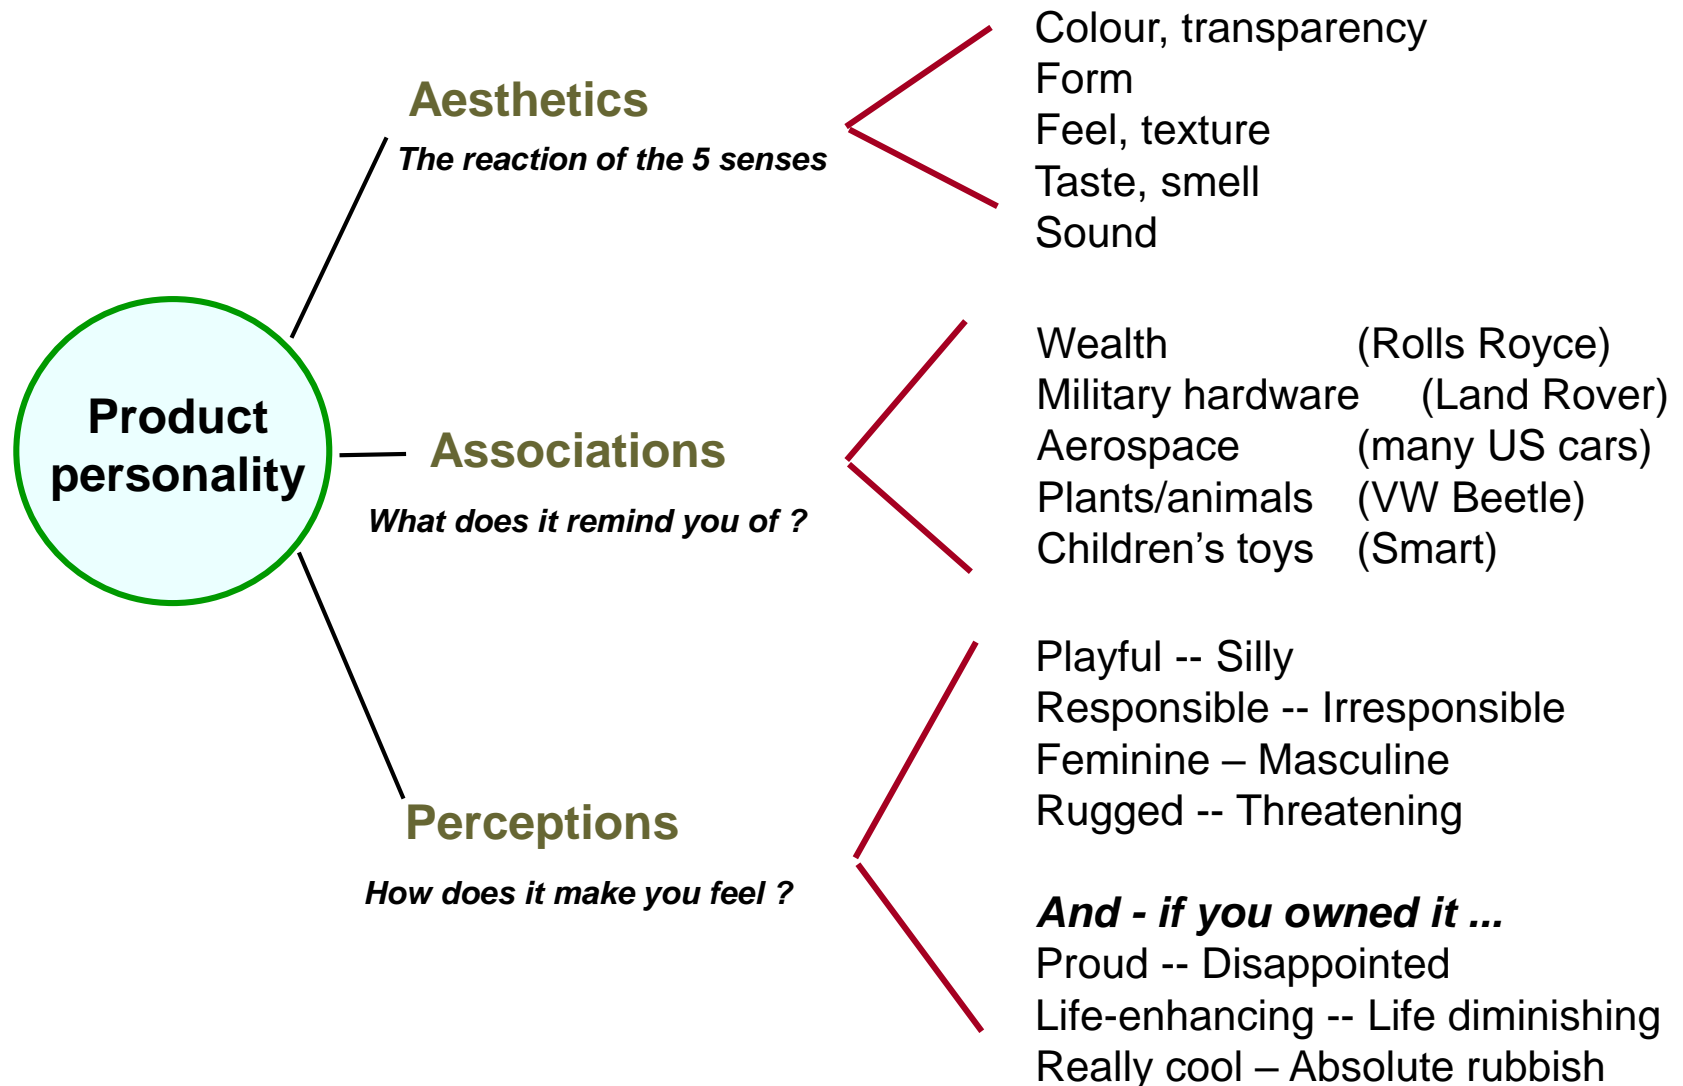 Product
personality
Aesthetics
The reaction of the 5 senses
Colour, transparency
Form
Feel, texture
Taste, smell
Sound
Associations
What does it remind you of ?
Wealth (Rolls Royce)
Military hardware (Land Rover)
Aerospace (many US cars)
Plants/animals (VW Beetle)
Children’s toys (Smart)
Perceptions
How does it make you feel ?
Playful -- Silly
Responsible -- Irresponsible
Feminine – Masculine
Rugged -- Threatening
And - if you owned it ...
Proud -- Disappointed
Life-enhancing -- Life diminishing
Really cool – Absolute rubbish